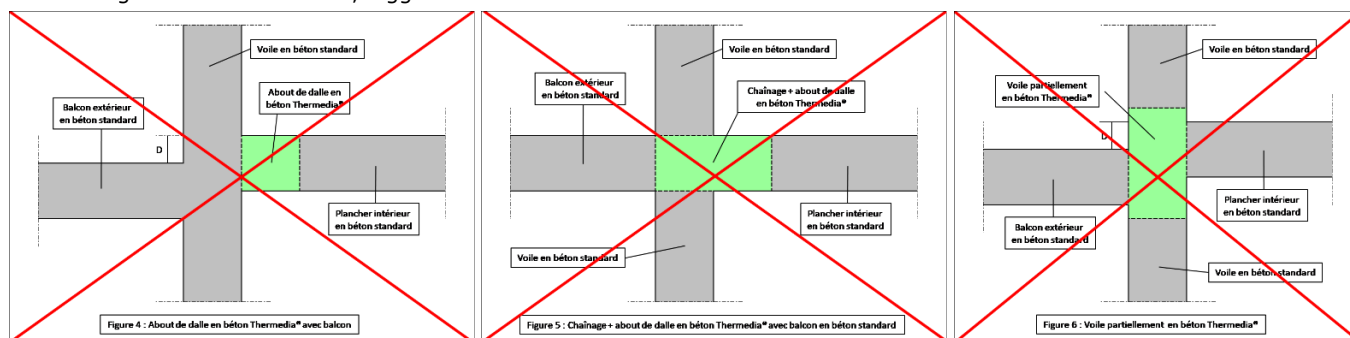 Voile en béton standard
About de dalle en
béton Thermedia®
Balcon extérieur
en béton standard
D
Plancher intérieur
en béton standard
Figure 4 : About de dalle en béton Thermedia® avec balcon
Voile en béton standard
Balcon extérieur
en béton standard
Chaînage + about de dalle
en béton Thermedia®
Plancher intérieur
en béton standard
Voile en béton standard
Figure 5 : Chaînage + about de dalle en béton Thermedia® avec balcon en béton standard
Voile en béton standard
Voile partiellement
en béton Thermedia®
D
Plancher intérieur
en béton standard
Balcon extérieur
en béton standard
Voile en béton standard
Figure 6 : Voile partiellement en béton Thermedia®